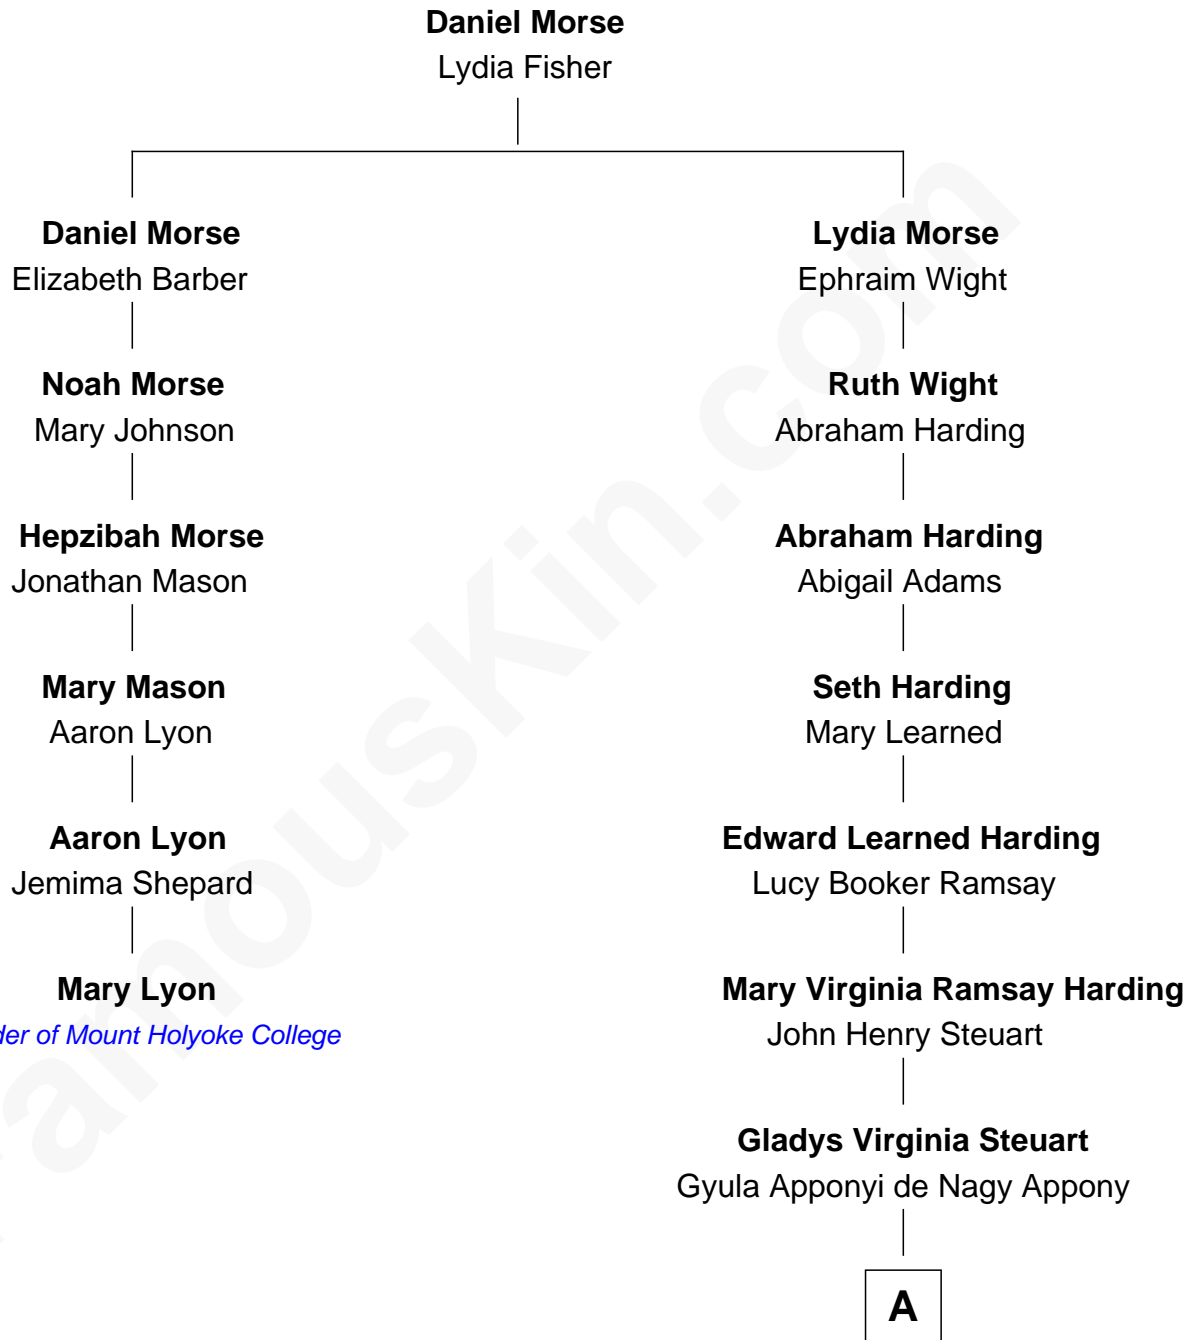 Daniel Morse
Lydia Fisher
Daniel Morse
Elizabeth Barber
Lydia Morse
Ephraim Wight
Noah Morse
Mary Johnson
Ruth Wight
Abraham Harding
Hepzibah Morse
Jonathan Mason
Abraham Harding
Abigail Adams
Mary Mason
Aaron Lyon
Seth Harding
Mary Learned
Aaron Lyon
Jemima Shepard
Edward Learned Harding
Lucy Booker Ramsay
Mary Lyon
der of Mount Holyoke College
Mary Virginia Ramsay Harding
John Henry Steuart
Gladys Virginia Steuart
Gyula Apponyi de Nagy Appony
A
amousKin.com